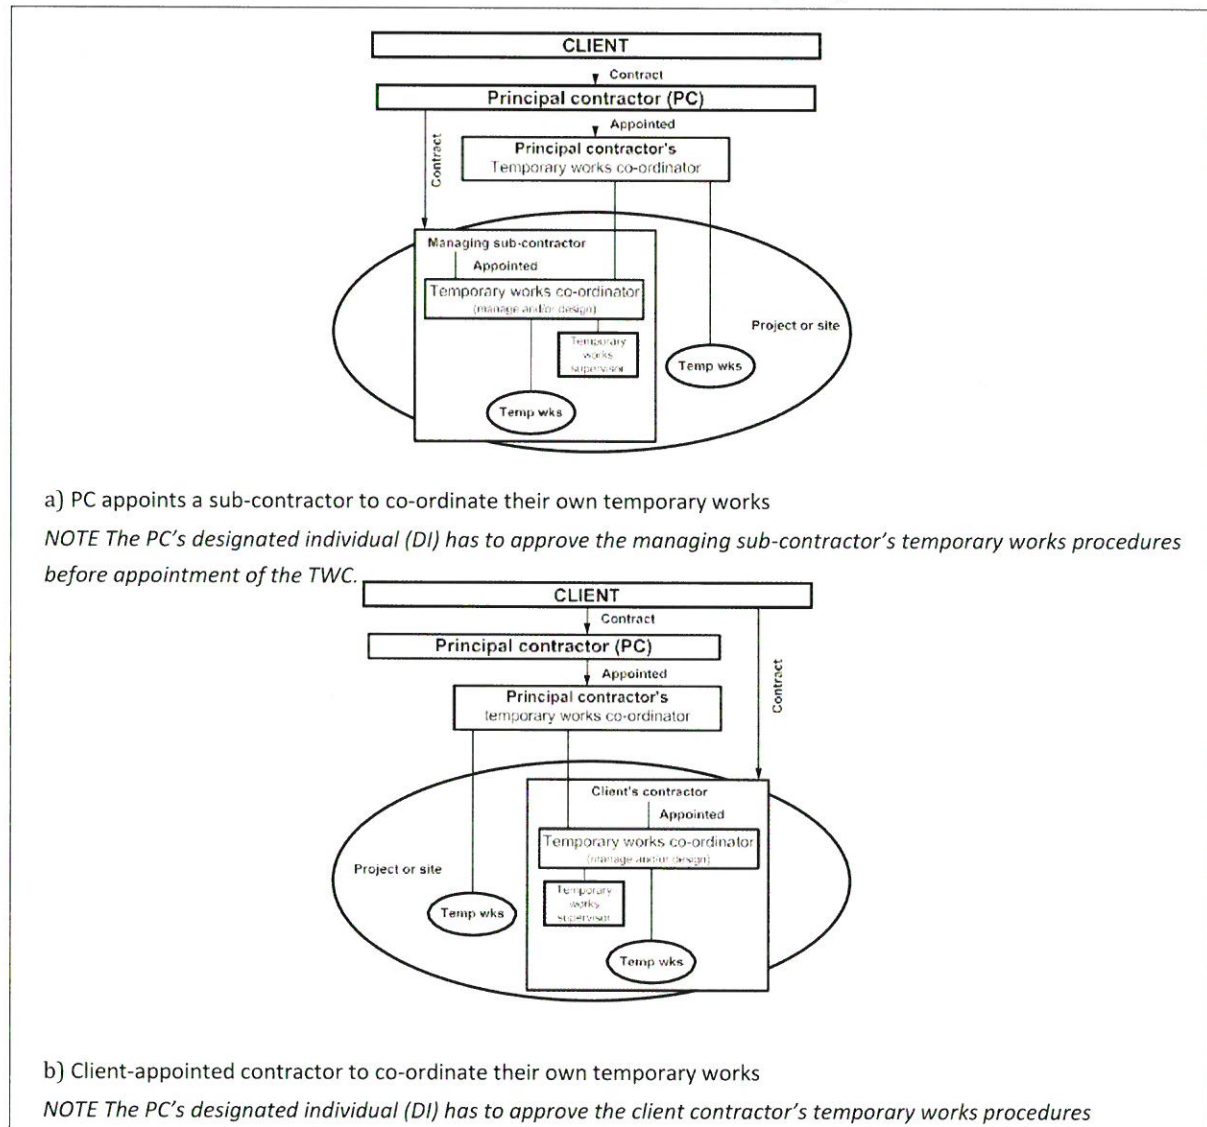 CLIENT
Contract
Principal contractor (PC)
Appointed
Contract
Principal contractor's
Temporary works co-ordinator
Managing sub-contractor
Appointed
Temporary works co-ordinator
(manage and/or design)
Temporary
works
supervisor
Project or site
Temp wks
Temp wks
a) PC appoints a sub-contractor to co-ordinate their own temporary works
NOTE The PC's designated individual (DI) has to approve the managing sub-contractor's temporary works procedures
before appointment of the TWC.
CLIENT
Contract
Principal contractor (PC)
Appointed
Contract
Principal contractor's
temporary works co-ordinator
Client's contractor
Appointed
Temporary works co-ordinator
(manage and/or design)
Project or site
Temporary
works
supervisor
Temp wks
Temp wks
b) Client-appointed contractor to co-ordinate their own temporary works
NOTE The PC's designated individual (DI) has to approve the client contractor's temporary works procedures